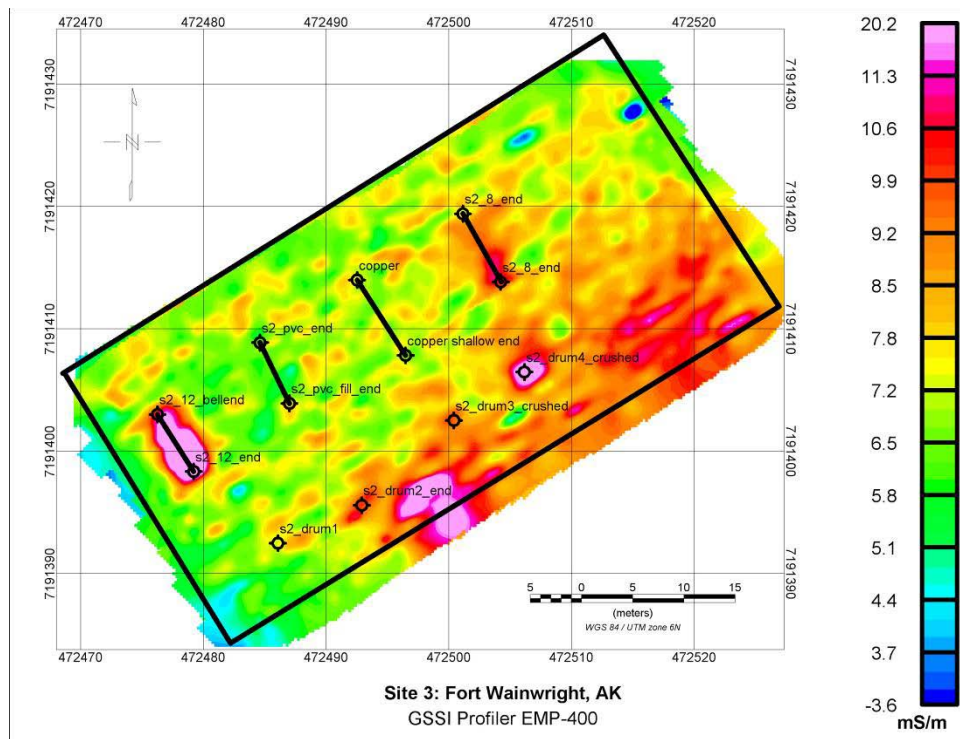 472470 472480 472490 472500 472510 472520
20.2
11.3
10.6
9.9
9.2
8.5
7.8
7.2
6.5
5.8
5.1
4.4
3.7
-3.6
mS/m
7191430 7191430
N
7191420 7191420
s2_8_end
copper
s2_8_end
7191410 7191410
s2_pvc_end
copper shallow end
s2_drum4_crushed
s2_pvc_fill_end
s2_12_bellend
s2_drum3_crushed
7191400 7191400
s2_12_end
s2_drum2_end
s2_drum1
7191390 7191390
5 0 5 10 15
(meters)
WGS 84 / UTM zone 6N
472470 472480 472490 472500 472510 472520
Site 3: Fort Wainwright, AK
GSSI Profiler EMP-400